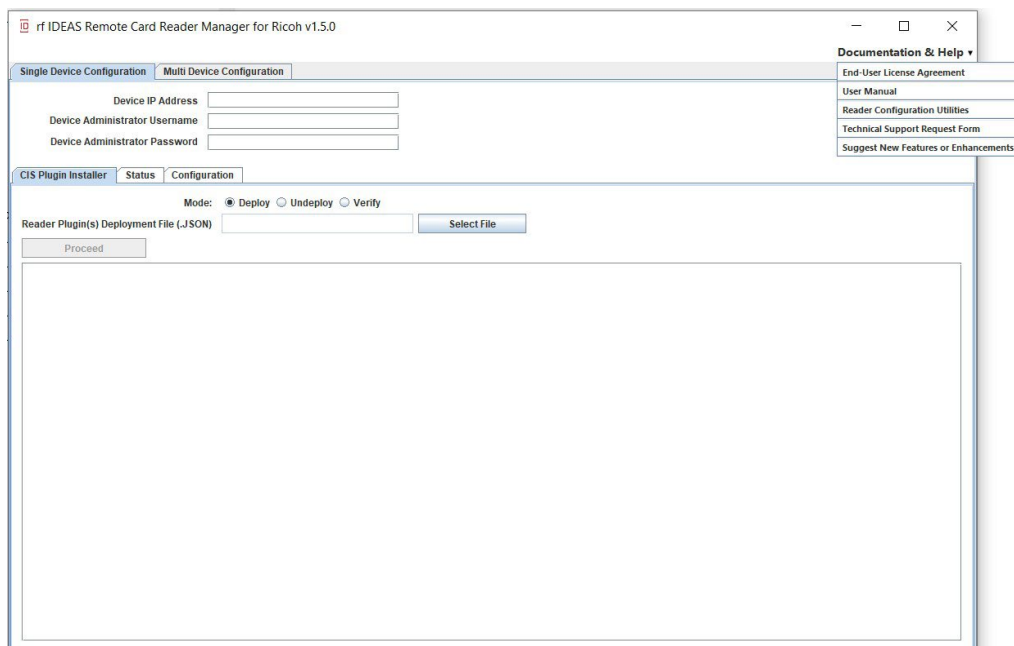 rf IDEAS Remote Card Reader Manager for Ricoh v1.5.0
Documentation & Help
Single Device Configuration Multi Device Configuration
End-User License Agreement
User Manual
Reader Configuration Utilities
Technical Support Request Form
Suggest New Features or Enhancements
Device IP Address
Device Administrator Username
Device Administrator Password
CIS Plugin Installer Status Configuration
Mode: Deploy Undeploy Verify
Reader Plugin(s) Deployment File (.JSON) Select File
Proceed